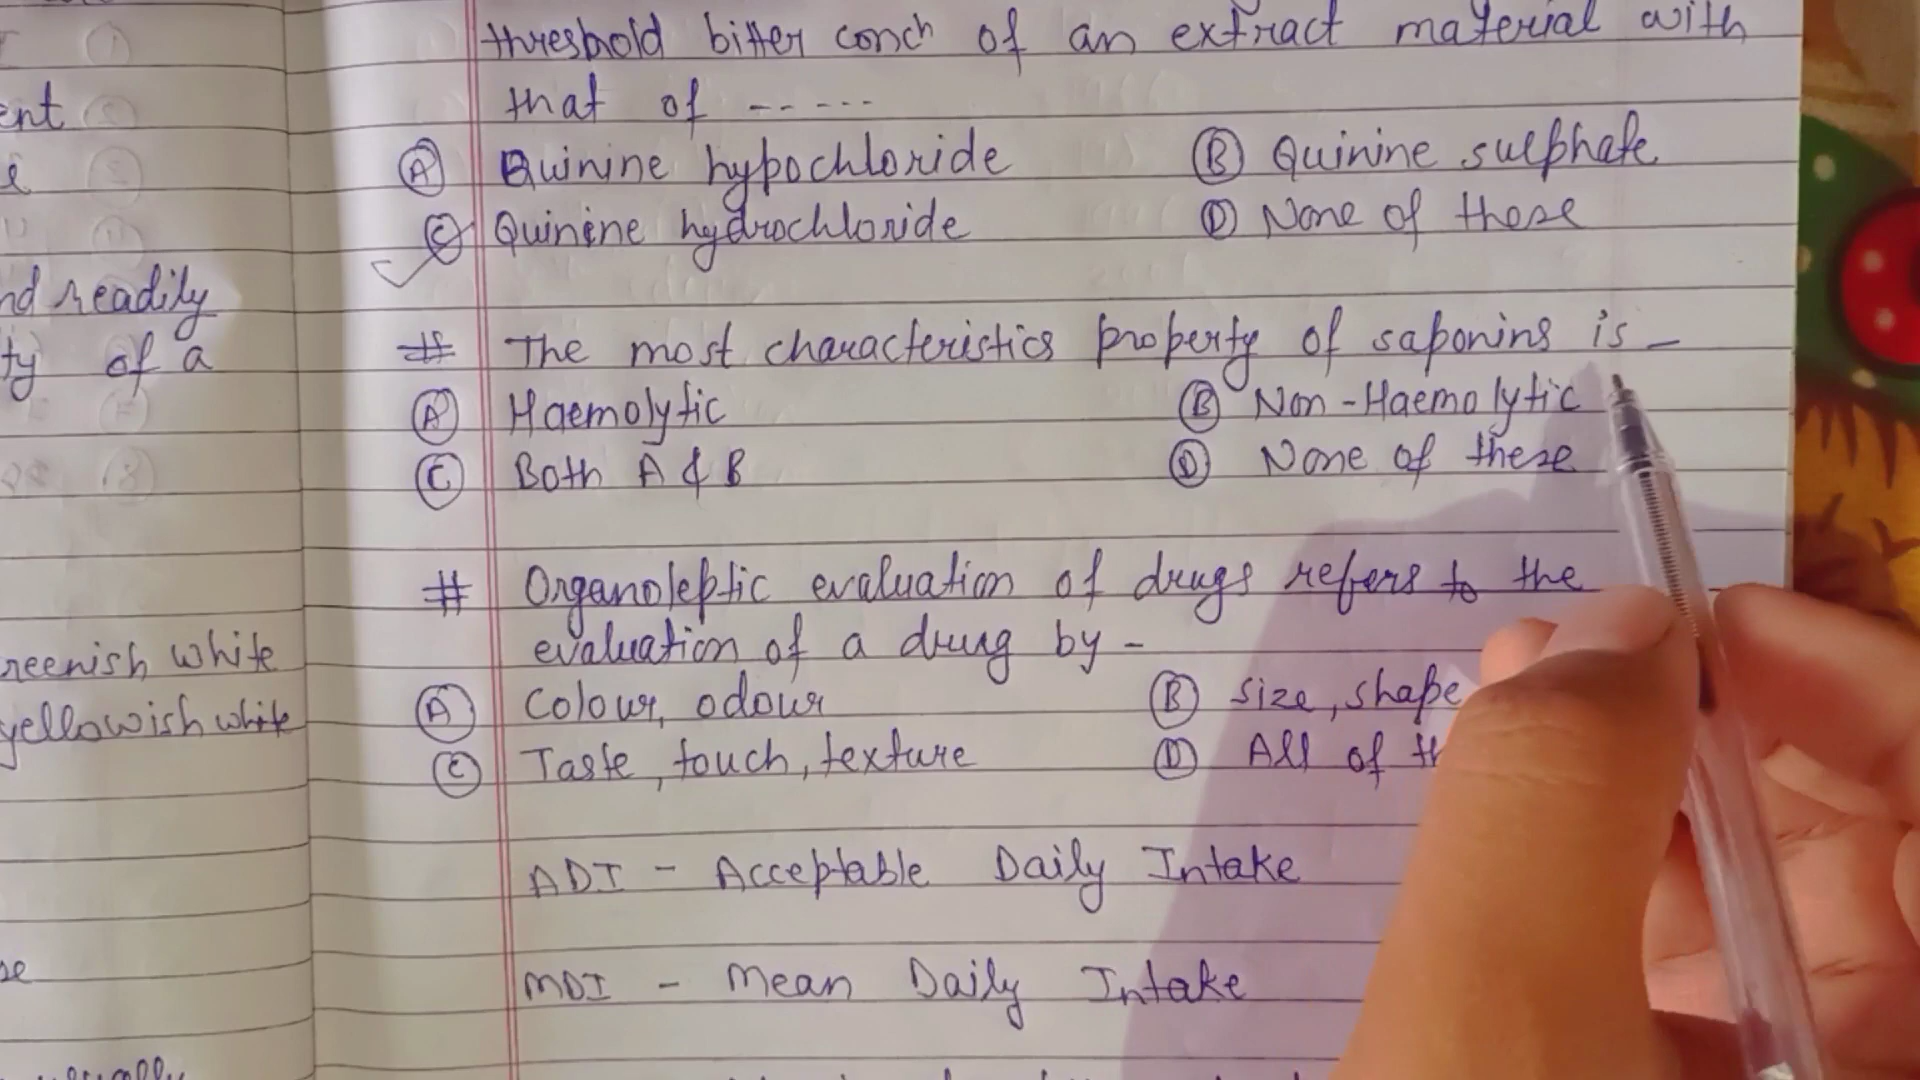 ent
nd readily
ty of a
reenish white
yellowish white
threshold bitter conch of an extract material with
that of -----
(A) Quinine hypochloride (B) Quinine sulphate
(C) Quinine hydrochloride (D) None of those
# The most characteristics property of saponins is -
(A) Haemolytic (B) Non-Haemolytic
(C) Both A & B (D) None of these
# Organoleptic evaluation of drugs refers to the
evaluation of a drug by -
(A) Colour, odour (B) Size, shape
(C) Taste, touch, texture (D) All of th
ADI - Acceptable Daily Intake
MDI - Mean Daily Intake